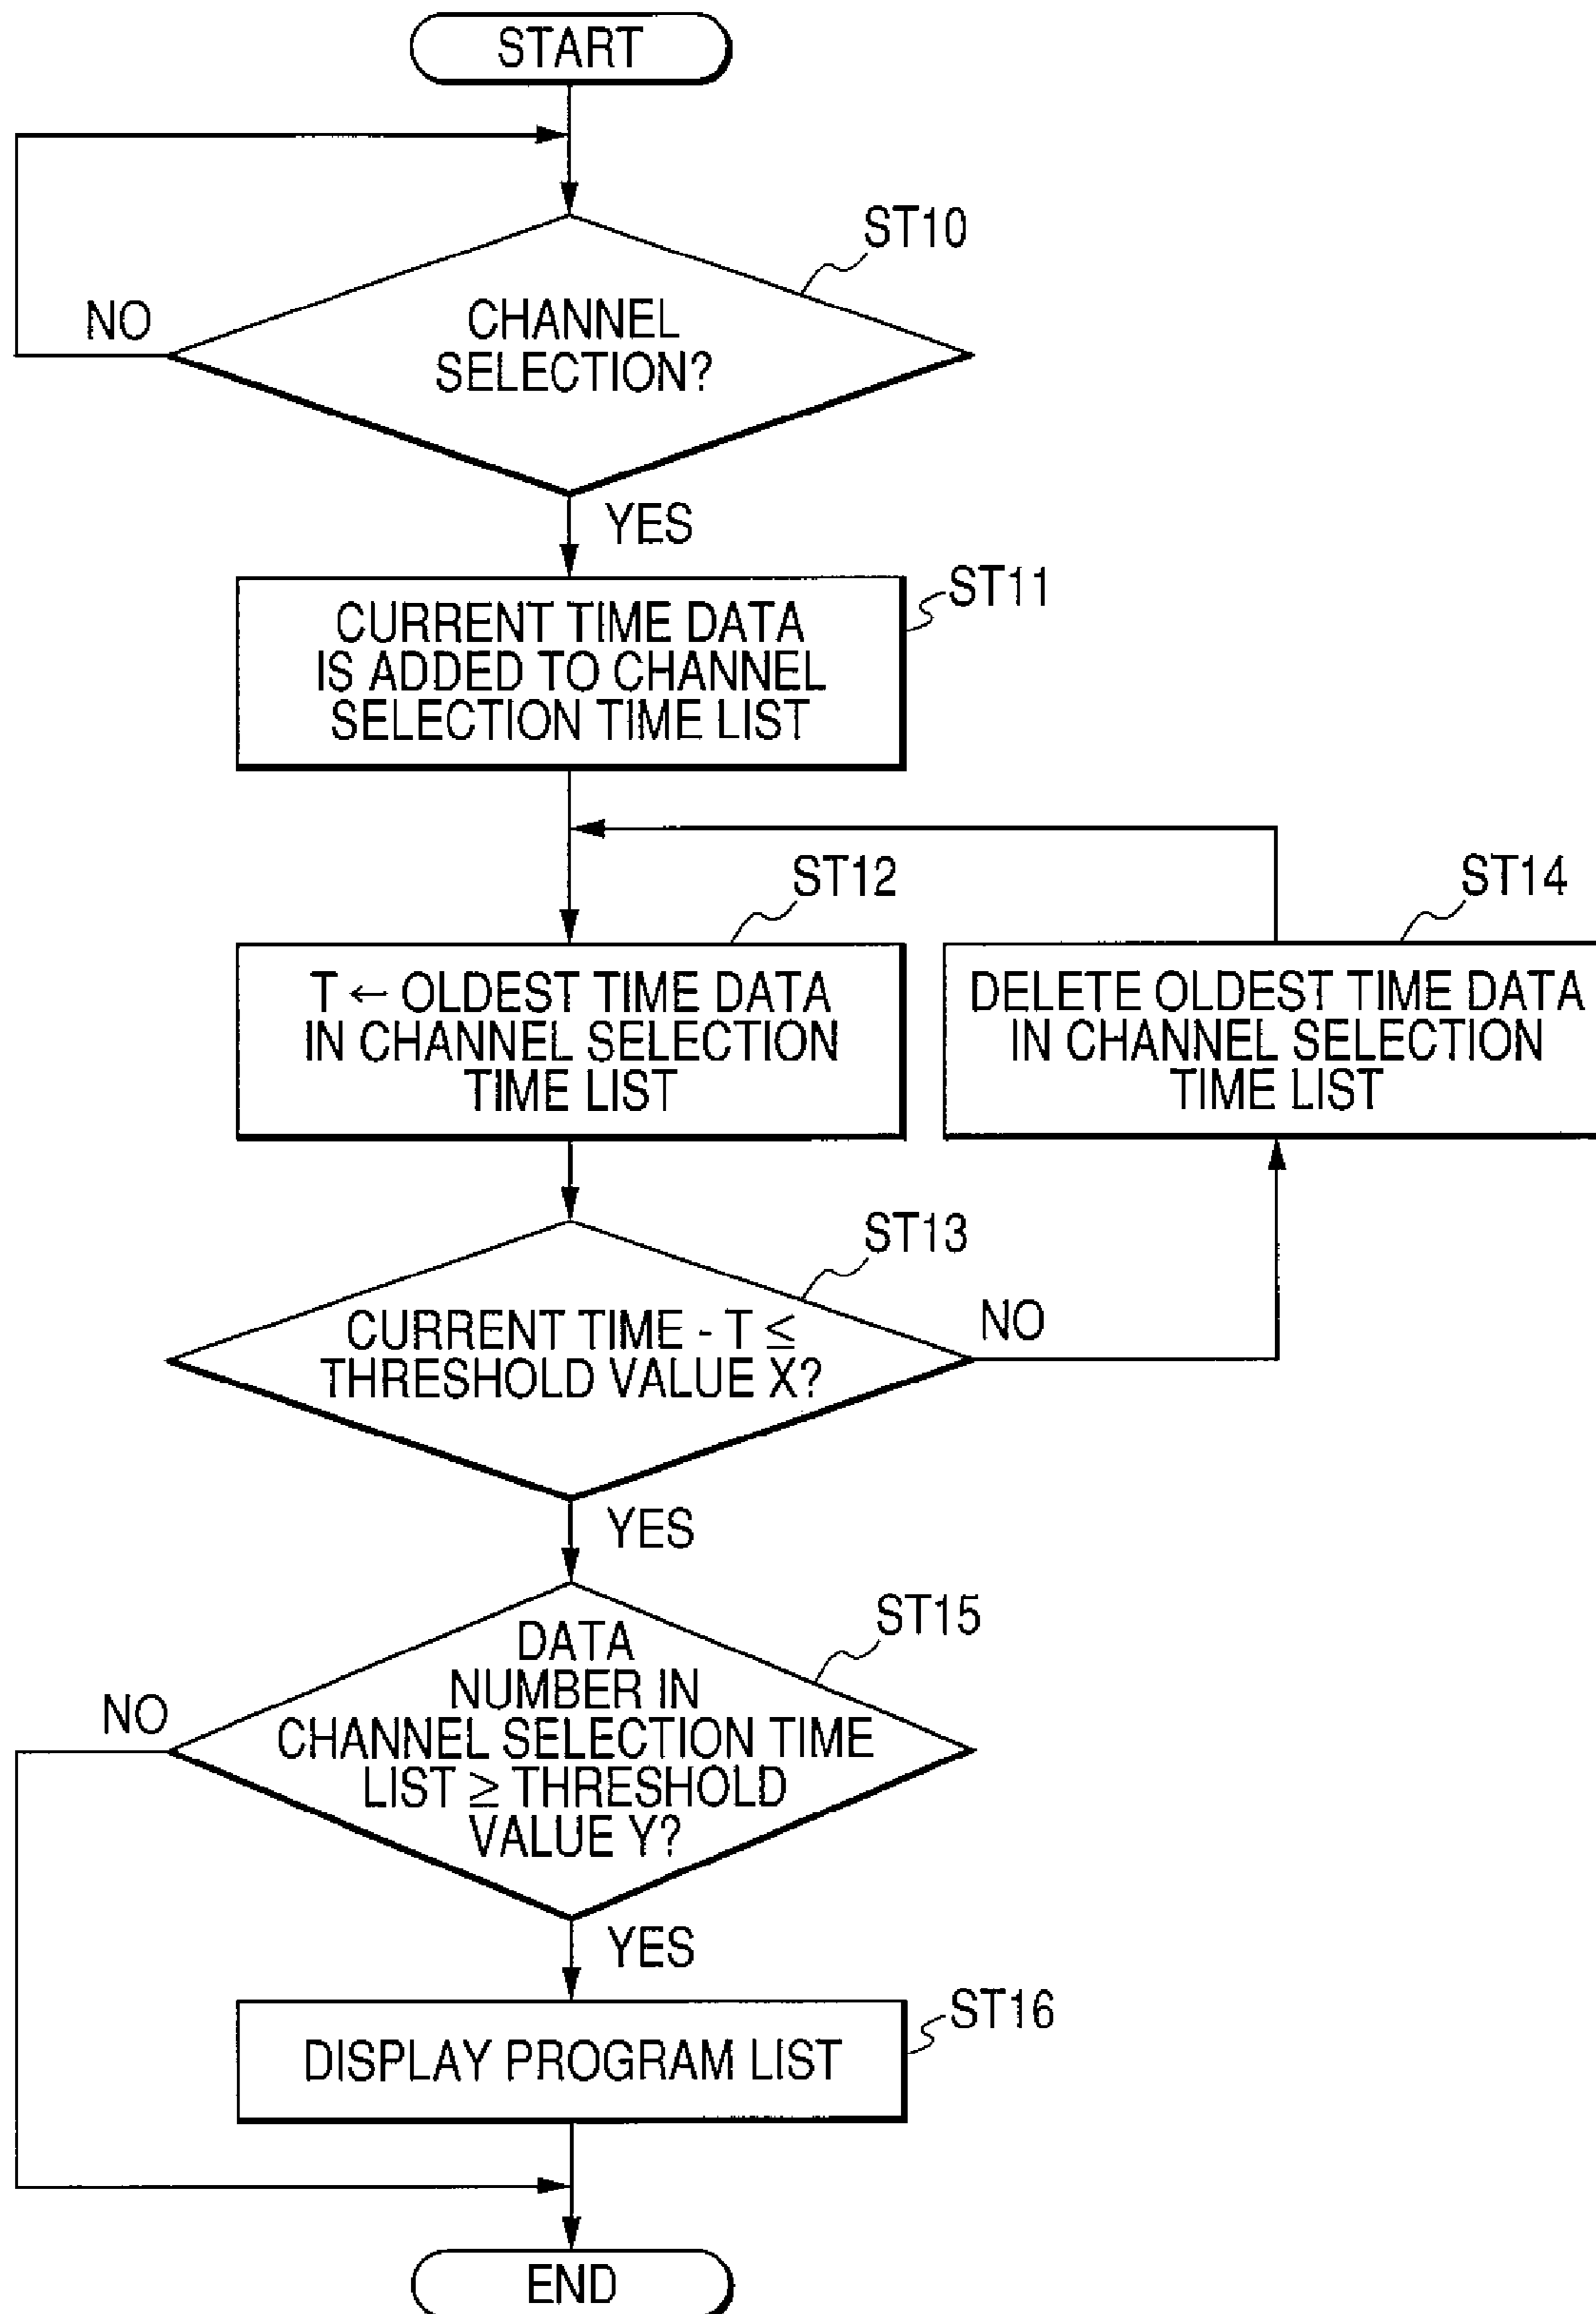 START
ST10
NO
CHANNEL
SELECTION?
YES
ST11
CURRENT TIME DATA
IS ADDED TO CHANNEL
SELECTION TIME LIST
ST12
T ← OLDEST TIME DATA
IN CHANNEL SELECTION
TIME LIST
ST14
DELETE OLDEST TIME DATA
IN CHANNEL SELECTION
TIME LIST
ST13
CURRENT TIME - T ≤
THRESHOLD VALUE X?
NO
YES
ST15
DATA
NUMBER IN
CHANNEL SELECTION TIME
LIST ≥ THRESHOLD
VALUE Y?
NO
YES
ST16
DISPLAY PROGRAM LIST
END